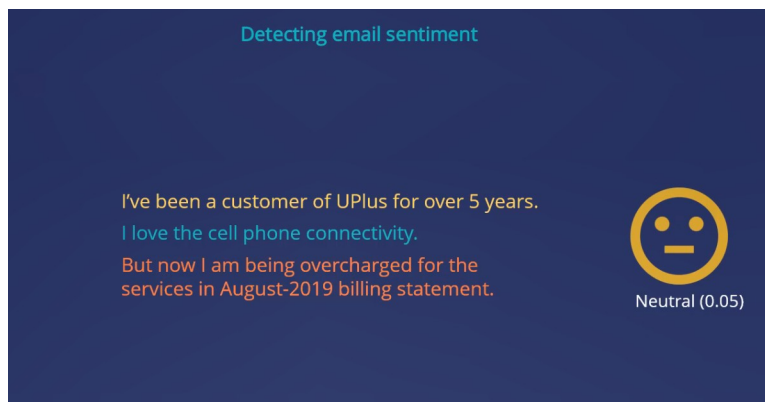 Detecting email sentiment
I've been a customer of UPlus for over 5 years.
I love the cell phone connectivity.
But now I am being overcharged for the
services in August-2019 billing statement.
Neutral (0.05)